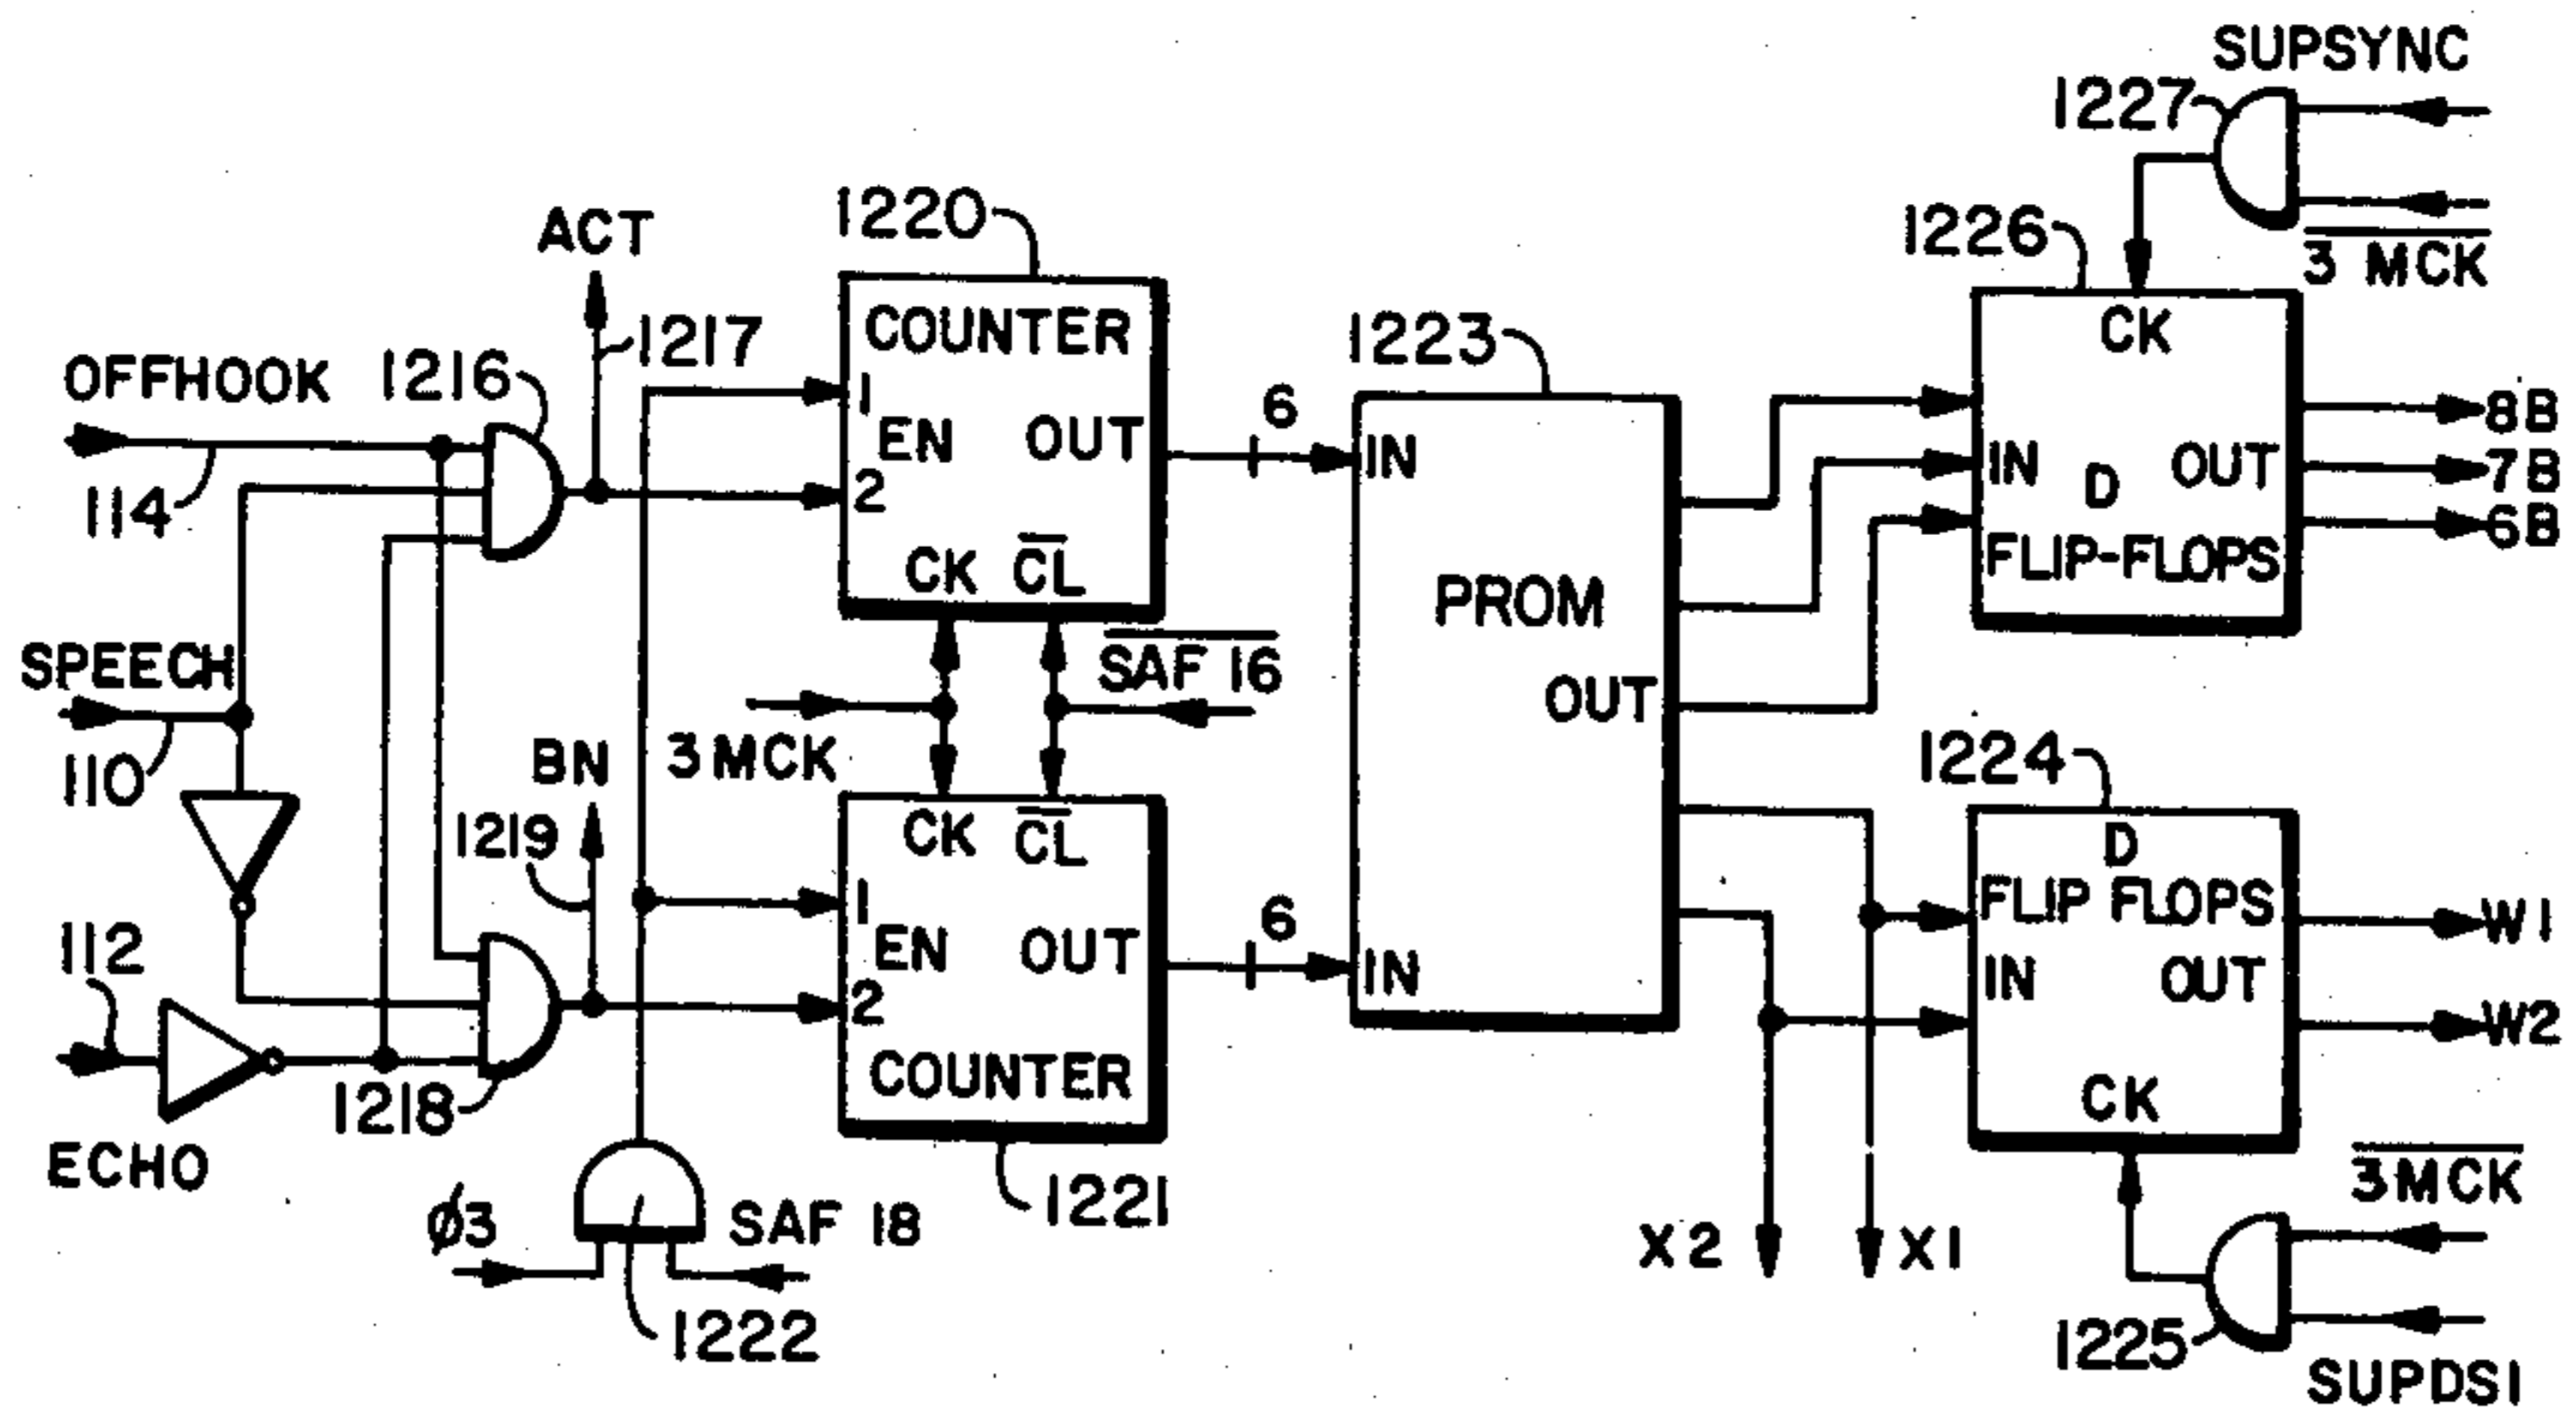 SUPSYNC
1227
3 MCK
1220
ACT
1226
1217
COUNTER
CK
1223
OFFHOOK
1216
1
EN
OUT
6
IN
8B
7B
6B
2
IN
D
OUT
114
CK
CL
FLIP-FLOPS
PROM
SPEECH
SAF 16
OUT
110
BN
3 MCK
1224
1219
CK
CL
D
FLIP FLOPS
1
EN
OUT
6
IN
W1
112
2
IN
OUT
W2
COUNTER
CK
1218
ECHO
1221
3MCK
φ3
SAF 18
X2
X1
1222
1225
SUPDS1